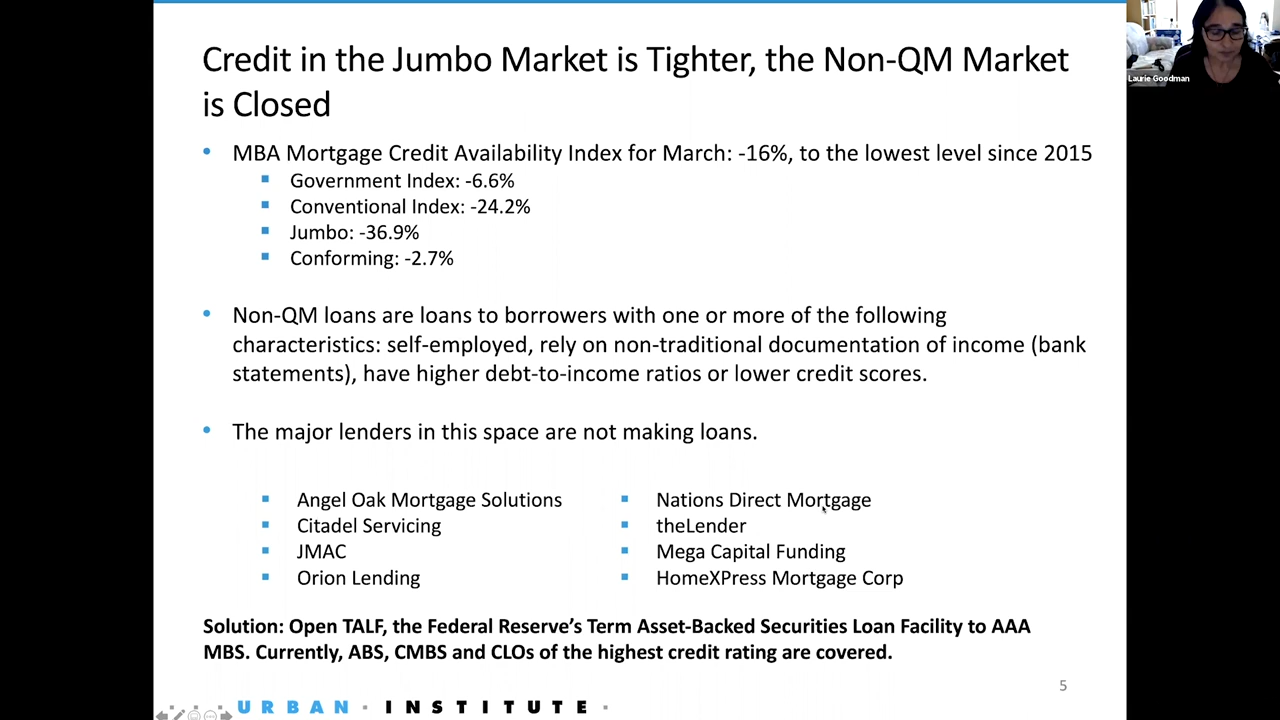 Credit in the Jumbo Market is Tighter, the Non-QM Market
is Closed
• MBA Mortgage Credit Availability Index for March: -16%, to the lowest level since 2015
▪ Government Index: -6.6%
▪ Conventional Index: -24.2%
▪ Jumbo: -36.9%
▪ Conforming: -2.7%
• Non-QM loans are loans to borrowers with one or more of the following
characteristics: self-employed, rely on non-traditional documentation of income (bank
statements), have higher debt-to-income ratios or lower credit scores.
• The major lenders in this space are not making loans.
▪ Angel Oak Mortgage Solutions
▪ Citadel Servicing
▪ JMAC
▪ Orion Lending
▪ Nations Direct Mortgage
▪ theLender
▪ Mega Capital Funding
▪ HomeXPress Mortgage Corp
Solution: Open TALF, the Federal Reserve’s Term Asset-Backed Securities Loan Facility to AAA
MBS. Currently, ABS, CMBS and CLOs of the highest credit rating are covered.
5
URBAN · INSTITUTE ·
Laurie Goodman